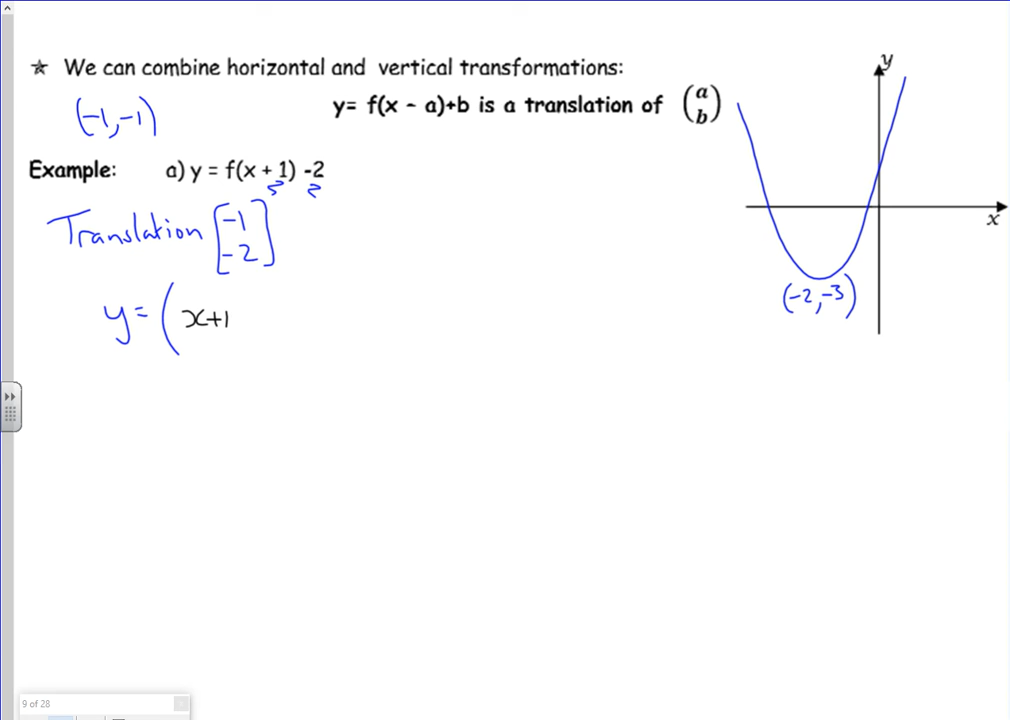 ★ We can combine horizontal and vertical transformations:
y= f(x - a)+b is a translation of (a b)
(-1,-1)
Example: a) y = f(x + 1) -2
Translation [-1 -2]
y= (x+1
y
x
(-2,-3)
9 of 28